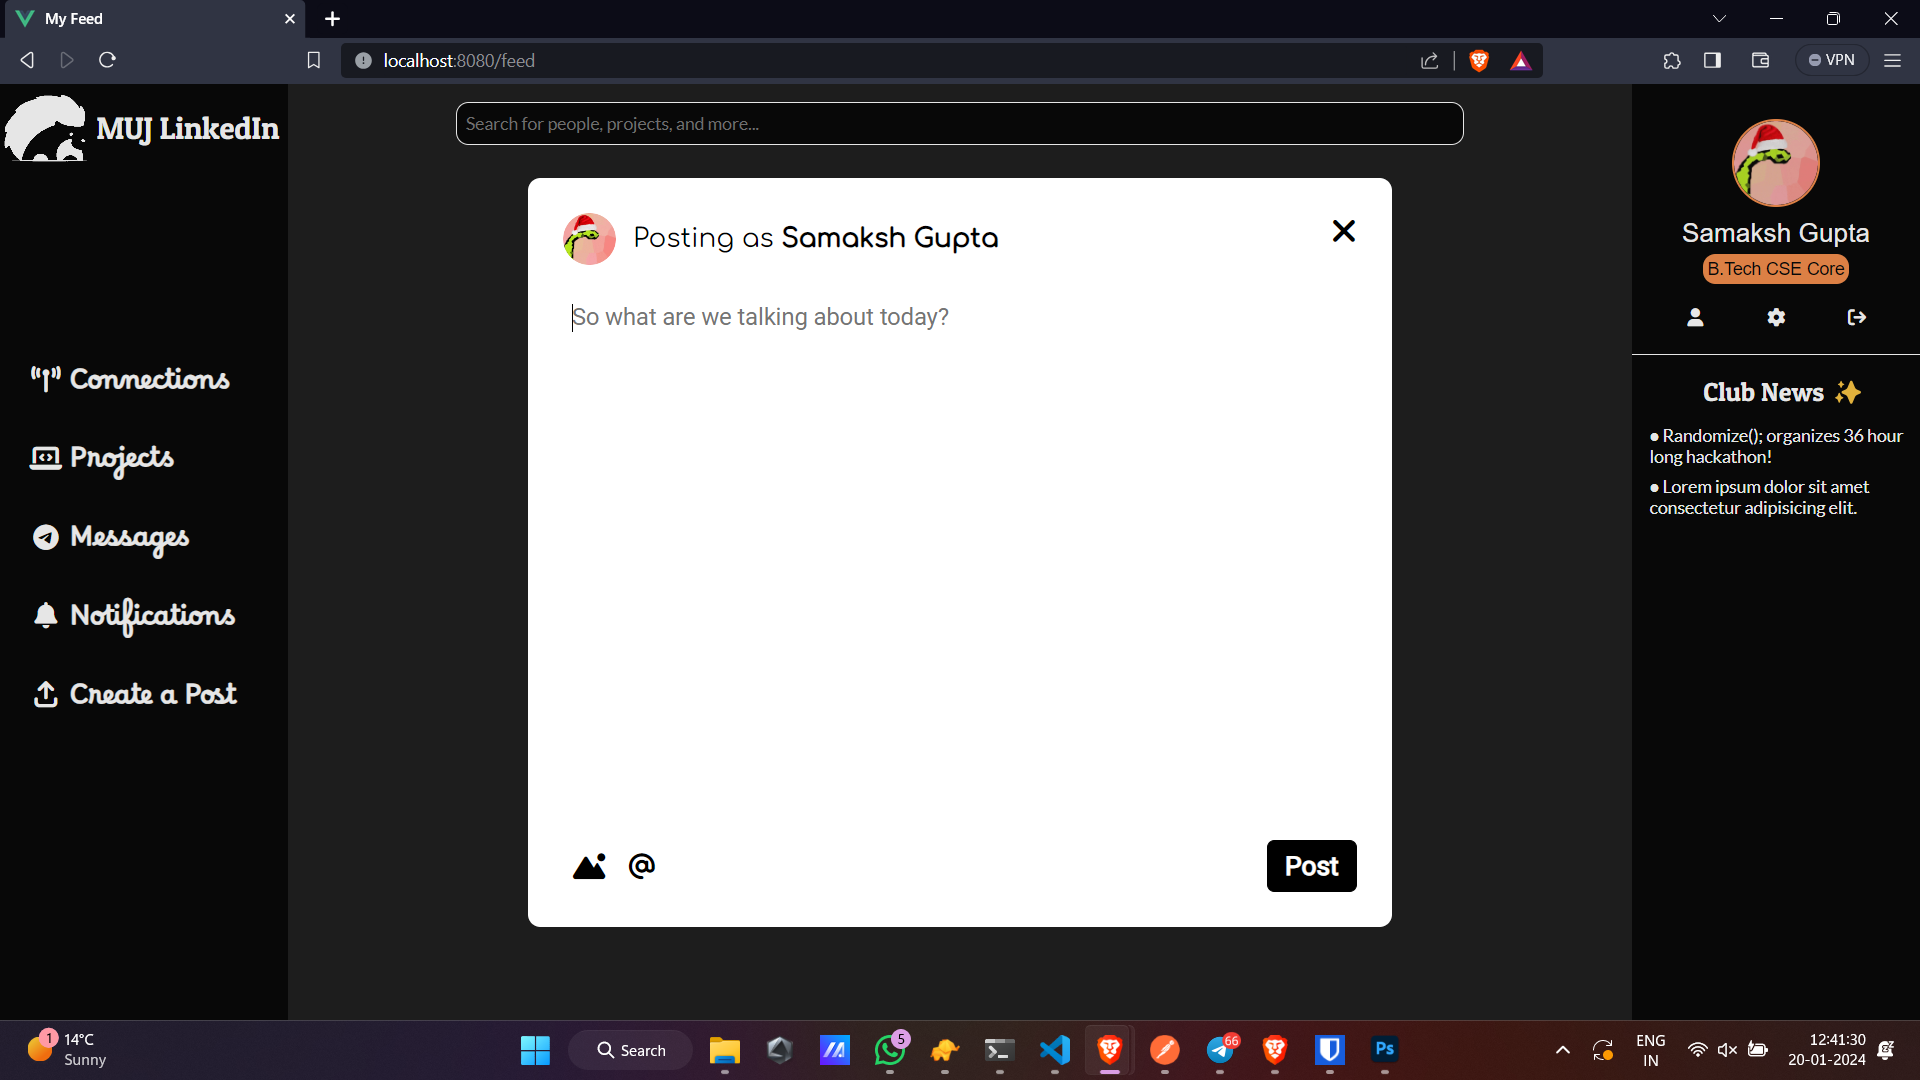 My Feed
localhost:8080/feed
VPN
MUJ LinkedIn
Search for people, projects, and more...
Connections
Projects
Messages
Notifications
Create a Post
Posting as Samaksh Gupta
So what are we talking about today?
@
Post
Samaksh Gupta
B.Tech CSE Core
Club News ✨
● Randomize(); organizes 36 hour
long hackathon!
● Lorem ipsum dolor sit amet
consectetur adipisicing elit.
1
14°C
Sunny
Search
5
66
Ps
ENG
IN
12:41:30
20-01-2024